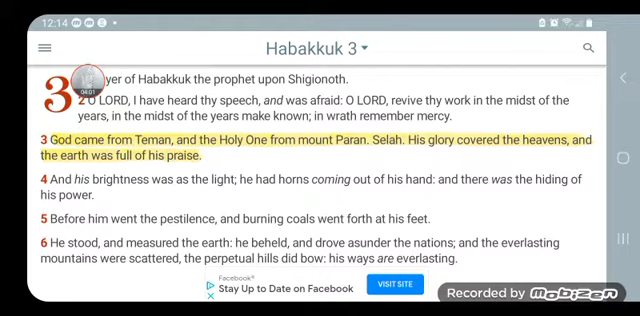 12:14
Habakkuk 3
3
yer of Habakkuk the prophet upon Shigionoth.
04:01
2 O LORD, I have heard thy speech, and was afraid: O LORD, revive thy work in the midst of the
years, in the midst of the years make known; in wrath remember mercy.
3 God came from Teman, and the Holy One from mount Paran. Selah. His glory covered the heavens, and
the earth was full of his praise.
4 And his brightness was as the light; he had horns coming out of his hand: and there was the hiding of
his power.
5 Before him went the pestilence, and burning coals went forth at his feet.
6 He stood, and measured the earth: he beheld, and drove asunder the nations; and the everlasting
mountains were scattered, the perpetual hills did bow: his ways are everlasting.
Facebook®
Stay Up to Date on Facebook
VISIT SITE
Recorded by Mobizen